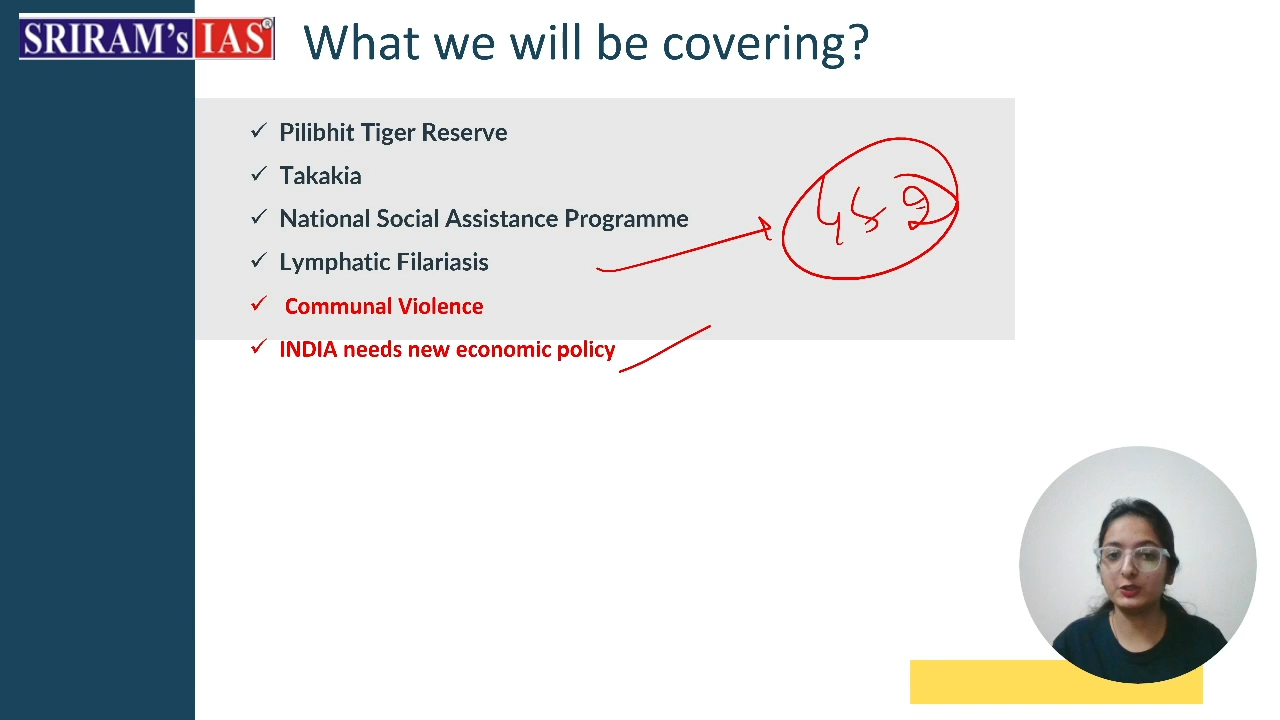 SRIRAM's IAS ®
What we will be covering?
✓ Pilibhit Tiger Reserve
✓ Takakia
✓ National Social Assistance Programme
✓ Lymphatic Filariasis
✓ Communal Violence
✓ INDIA needs new economic policy